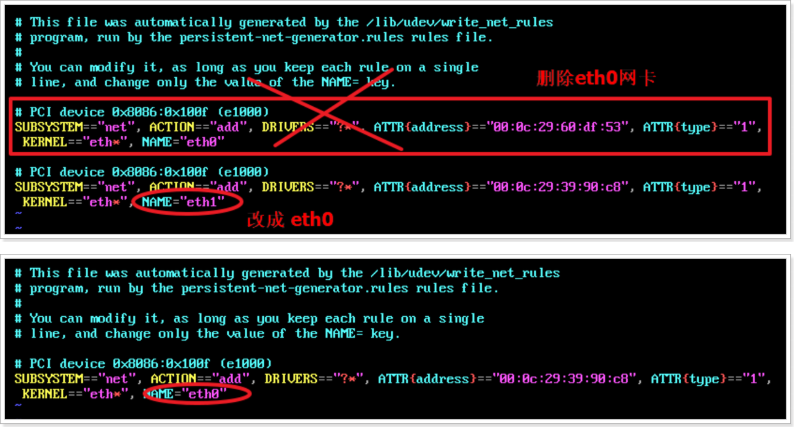 # This file was automatically generated by the /lib/udev/write_net_rules
# program, run by the persistent-net-generator.rules rules file.
#
# You can modify it, as long as you keep each rule on a single
# line, and change only the value of the NAME= key.
删除eth0网卡
# PCI device 0x8086:0x100f (e1000)
SUBSYSTEM=="net", ACTION=="add", DRIVERS=="?*", ATTR{address}=="00:0c:29:60:df:53", ATTR{type}=="1",
KERNEL=="eth*", NAME="eth0"
# PCI device 0x8086:0x100f (e1000)
SUBSYSTEM=="net", ACTION=="add", DRIVERS=="?*", ATTR{address}=="00:0c:29:39:90:c8", ATTR{type}=="1",
KERNEL=="eth*", NAME="eth1"
~
改成 eth0
~
# This file was automatically generated by the /lib/udev/write_net_rules
# program, run by the persistent-net-generator.rules rules file.
#
# You can modify it, as long as you keep each rule on a single
# line, and change only the value of the NAME= key.
# PCI device 0x8086:0x100f (e1000)
SUBSYSTEM=="net", ACTION=="add", DRIVERS=="?*", ATTR{address}=="00:0c:29:39:90:c8", ATTR{type}=="1",
KERNEL=="eth*", NAME="eth0"
~